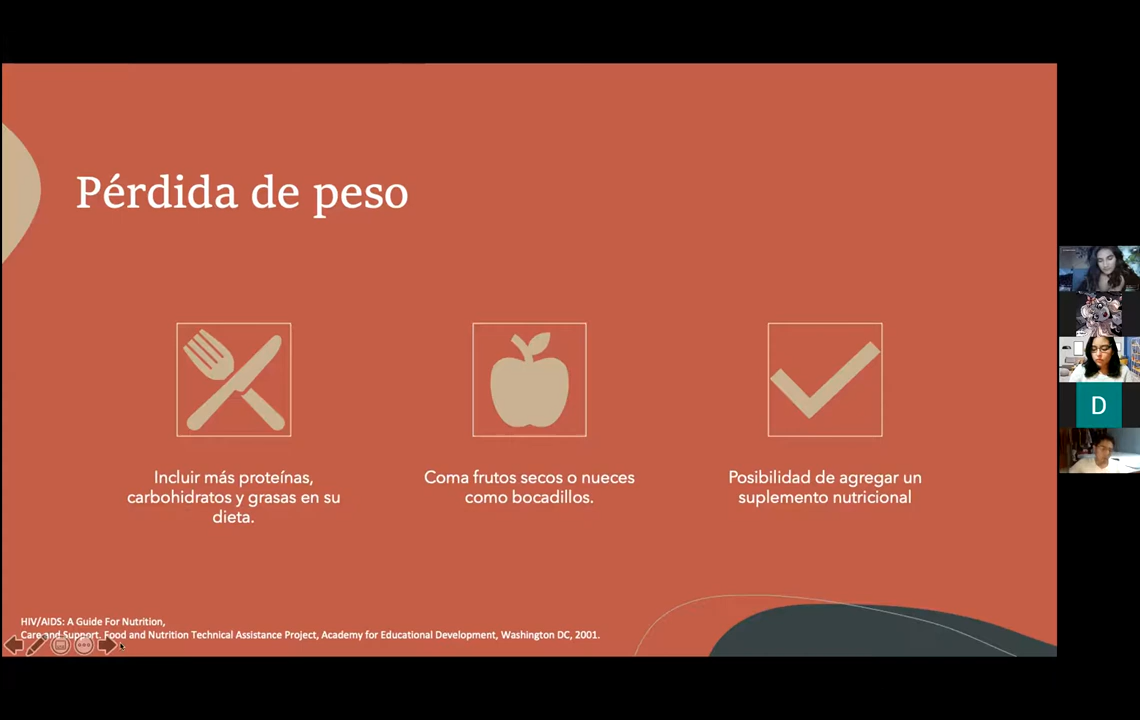 Pérdida de peso
Incluir más proteínas,
carbohidratos y grasas en su
dieta.
Coma frutos secos o nueces
como bocadillos.
Posibilidad de agregar un
suplemento nutricional
HIV/AIDS: A Guide For Nutrition,
Care and Support. Food and Nutrition Technical Assistance Project, Academy for Educational Development, Washington DC, 2001.
D